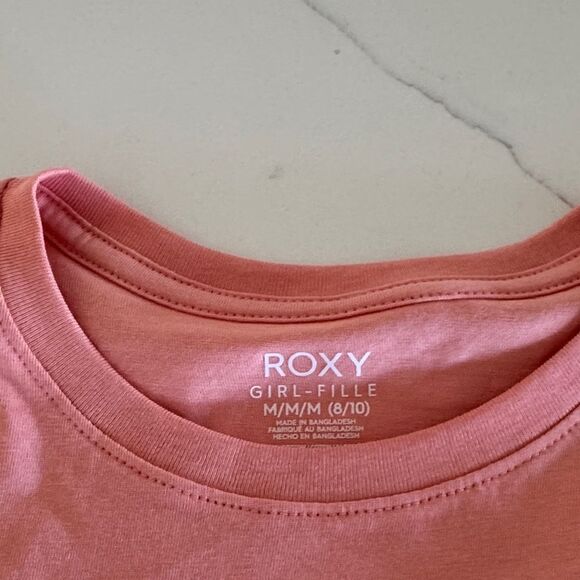 ROXY
GIRL-FILLE
M/M/M (8/10)
MADE IN BANGLADESH
FABRIQUÉ AU BANGLADESH
HECHO EN BANGLADESH